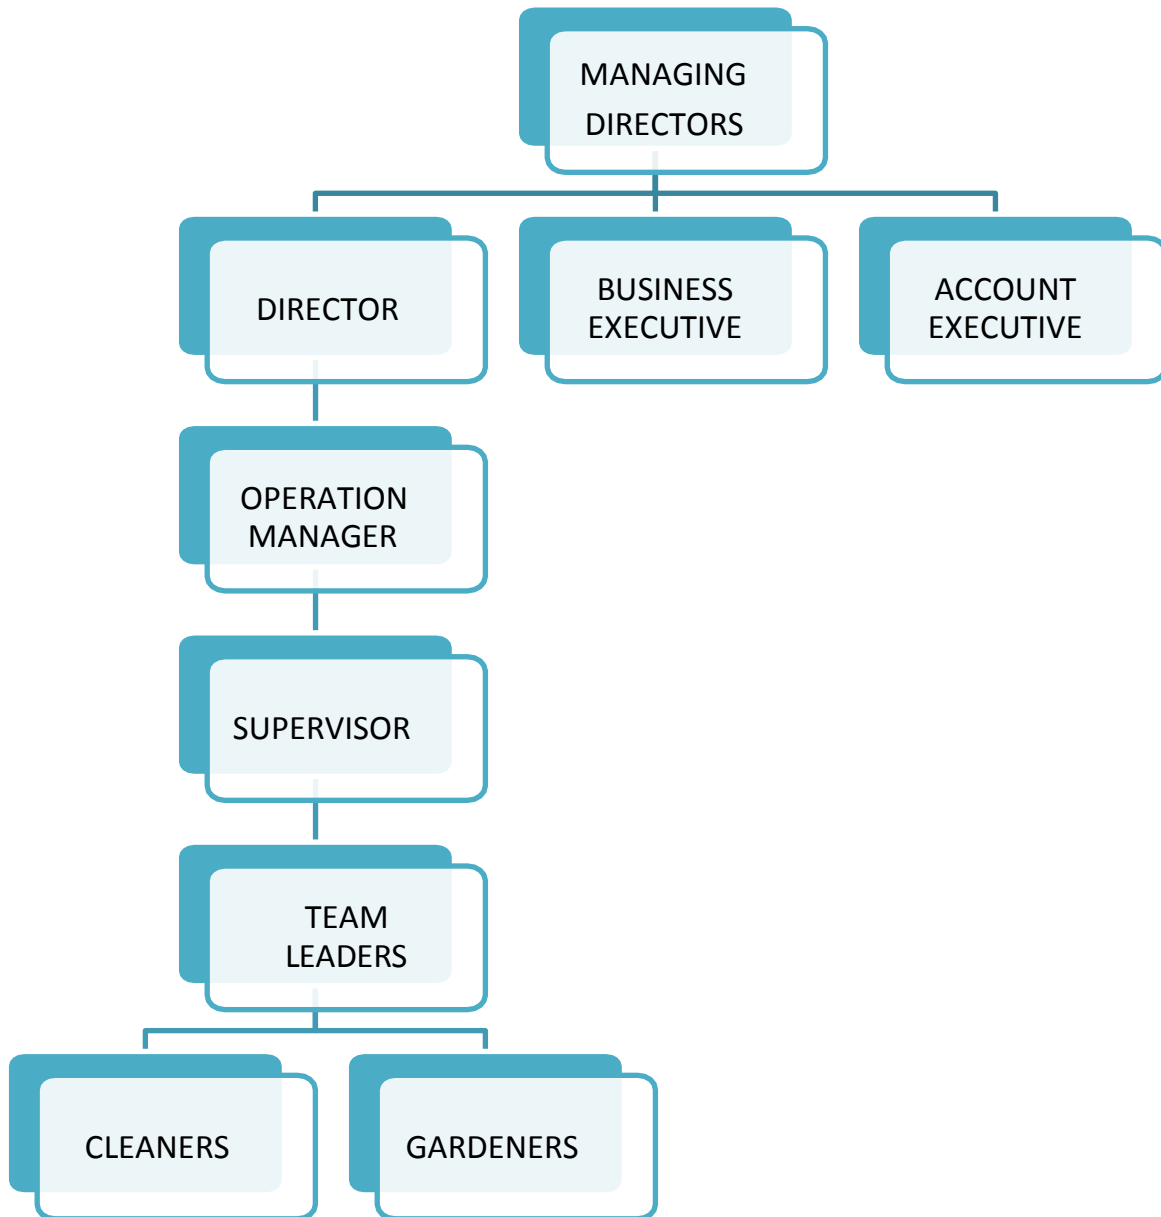 MANAGING
DIRECTORS
DIRECTOR
BUSINESS
EXECUTIVE
ACCOUNT
EXECUTIVE
OPERATION
MANAGER
SUPERVISOR
TEAM
LEADERS
CLEANERS
GARDENERS